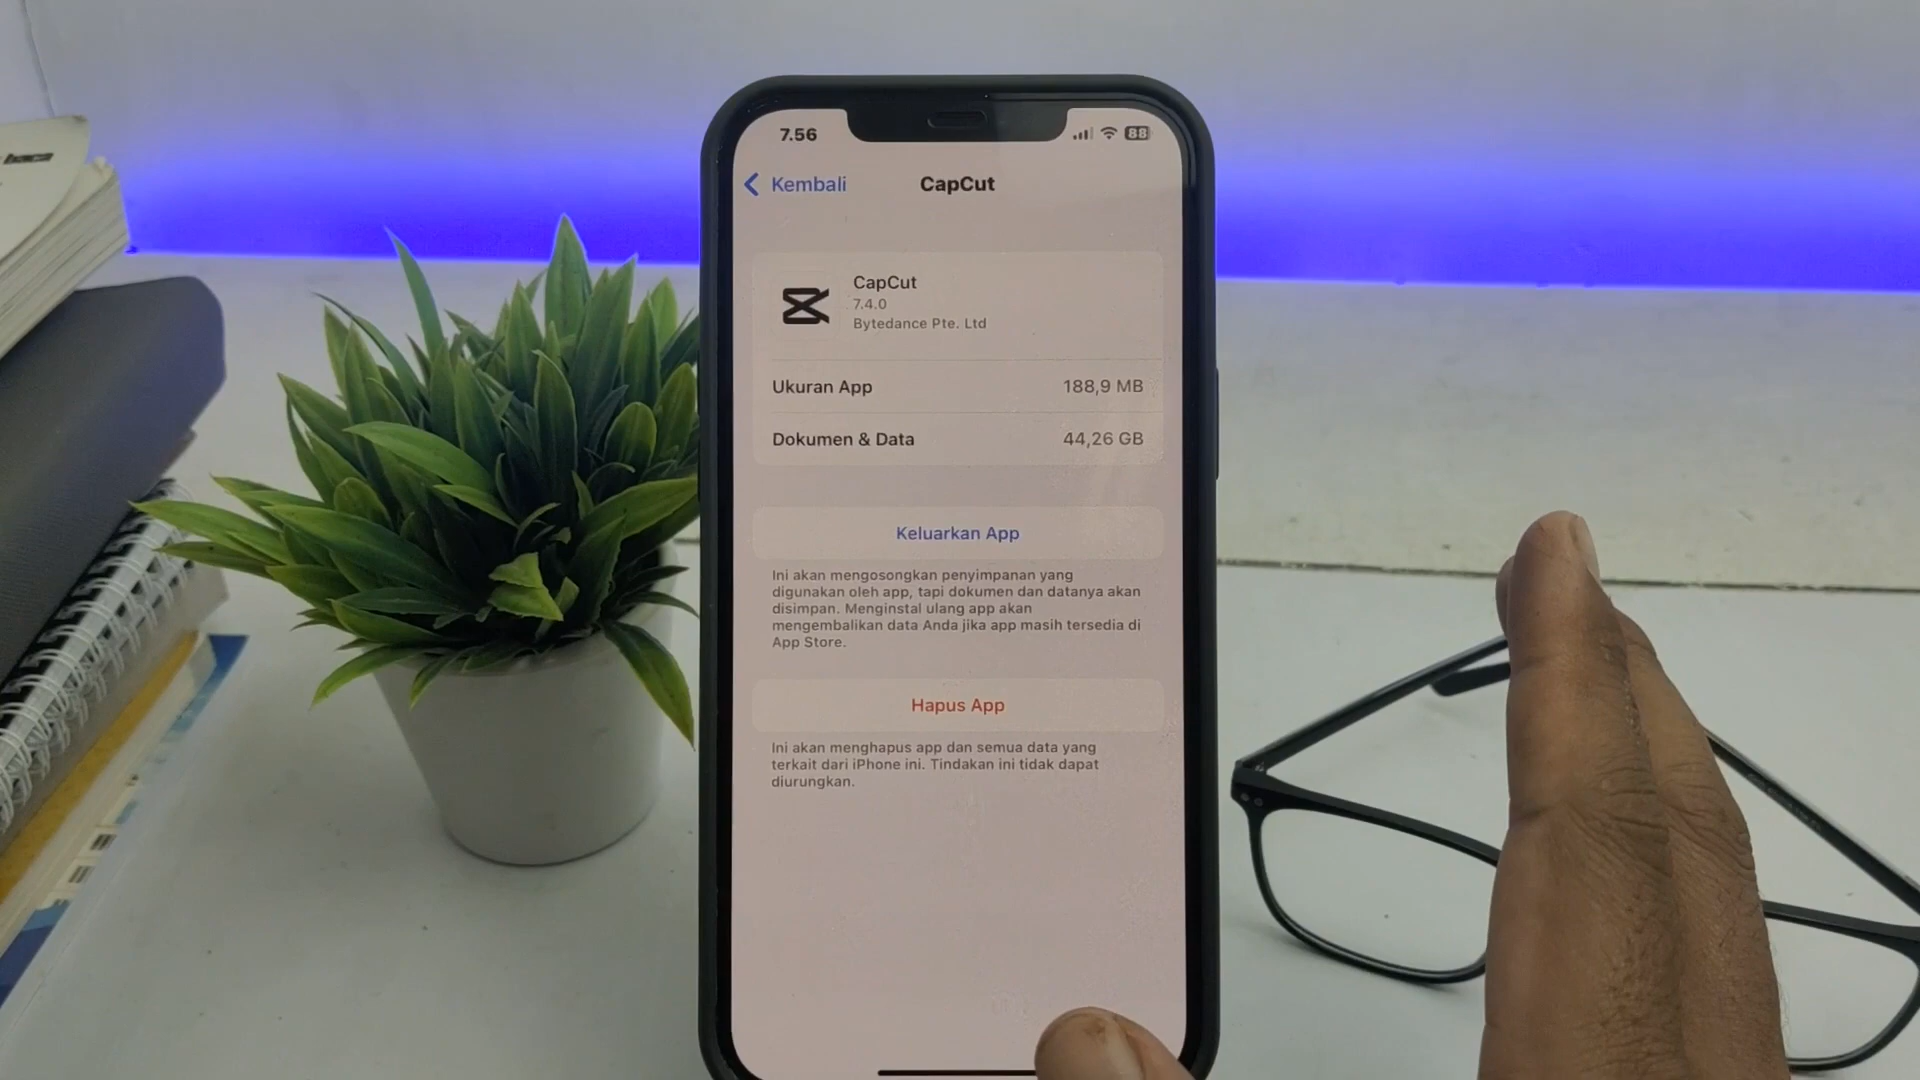 baca
7.56
88
Kembali
CapCut
CapCut
7.4.0
Bytedance Pte. Ltd
Ukuran App 188,9 MB
Dokumen & Data 44,26 GB
Keluarkan App
Ini akan mengosongkan penyimpanan yang
digunakan oleh app, tapi dokumen dan datanya akan
disimpan. Menginstal ulang app akan
mengembalikan data Anda jika app masih tersedia di
App Store.
Hapus App
Ini akan menghapus app dan semua data yang
terkait dari iPhone ini. Tindakan ini tidak dapat
diurungkan.